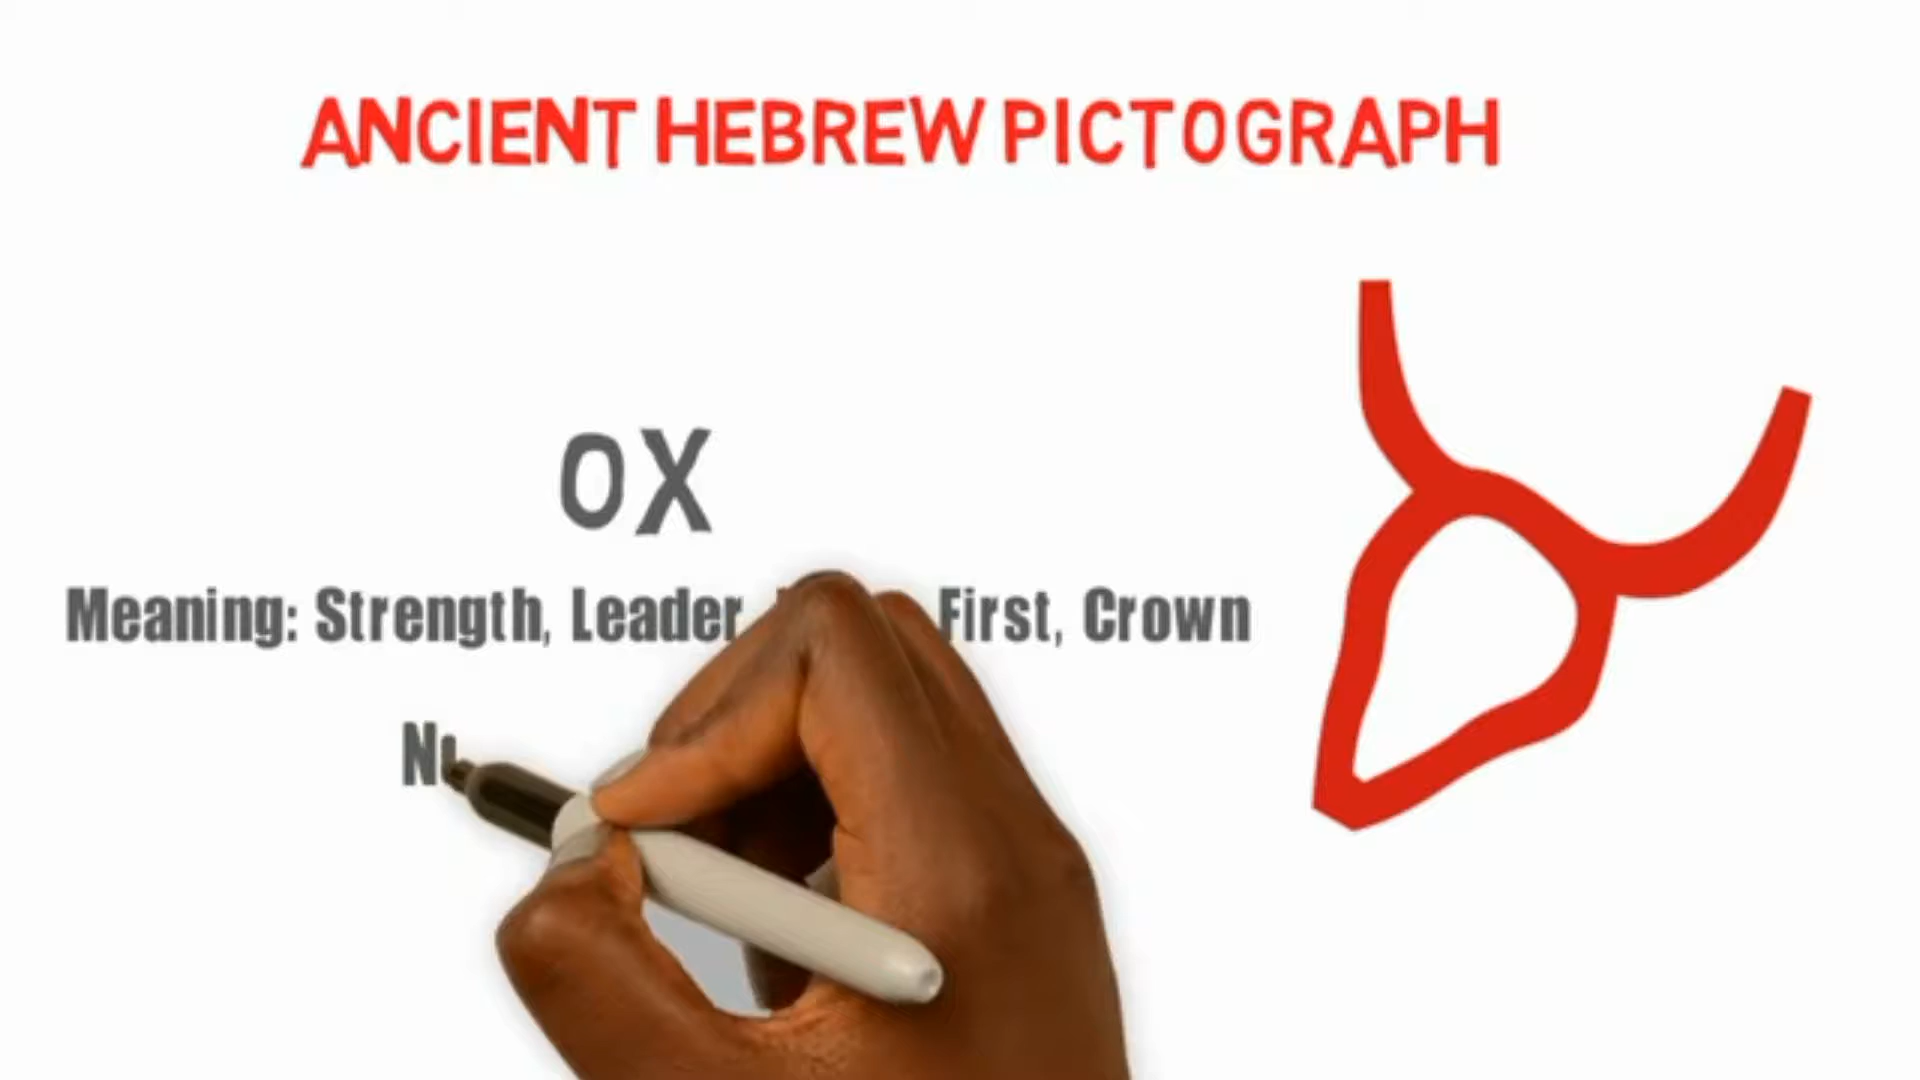 ANCIENT HEBREW PICTOGRAPH
OX
Meaning: Strength, Leader First, Crown